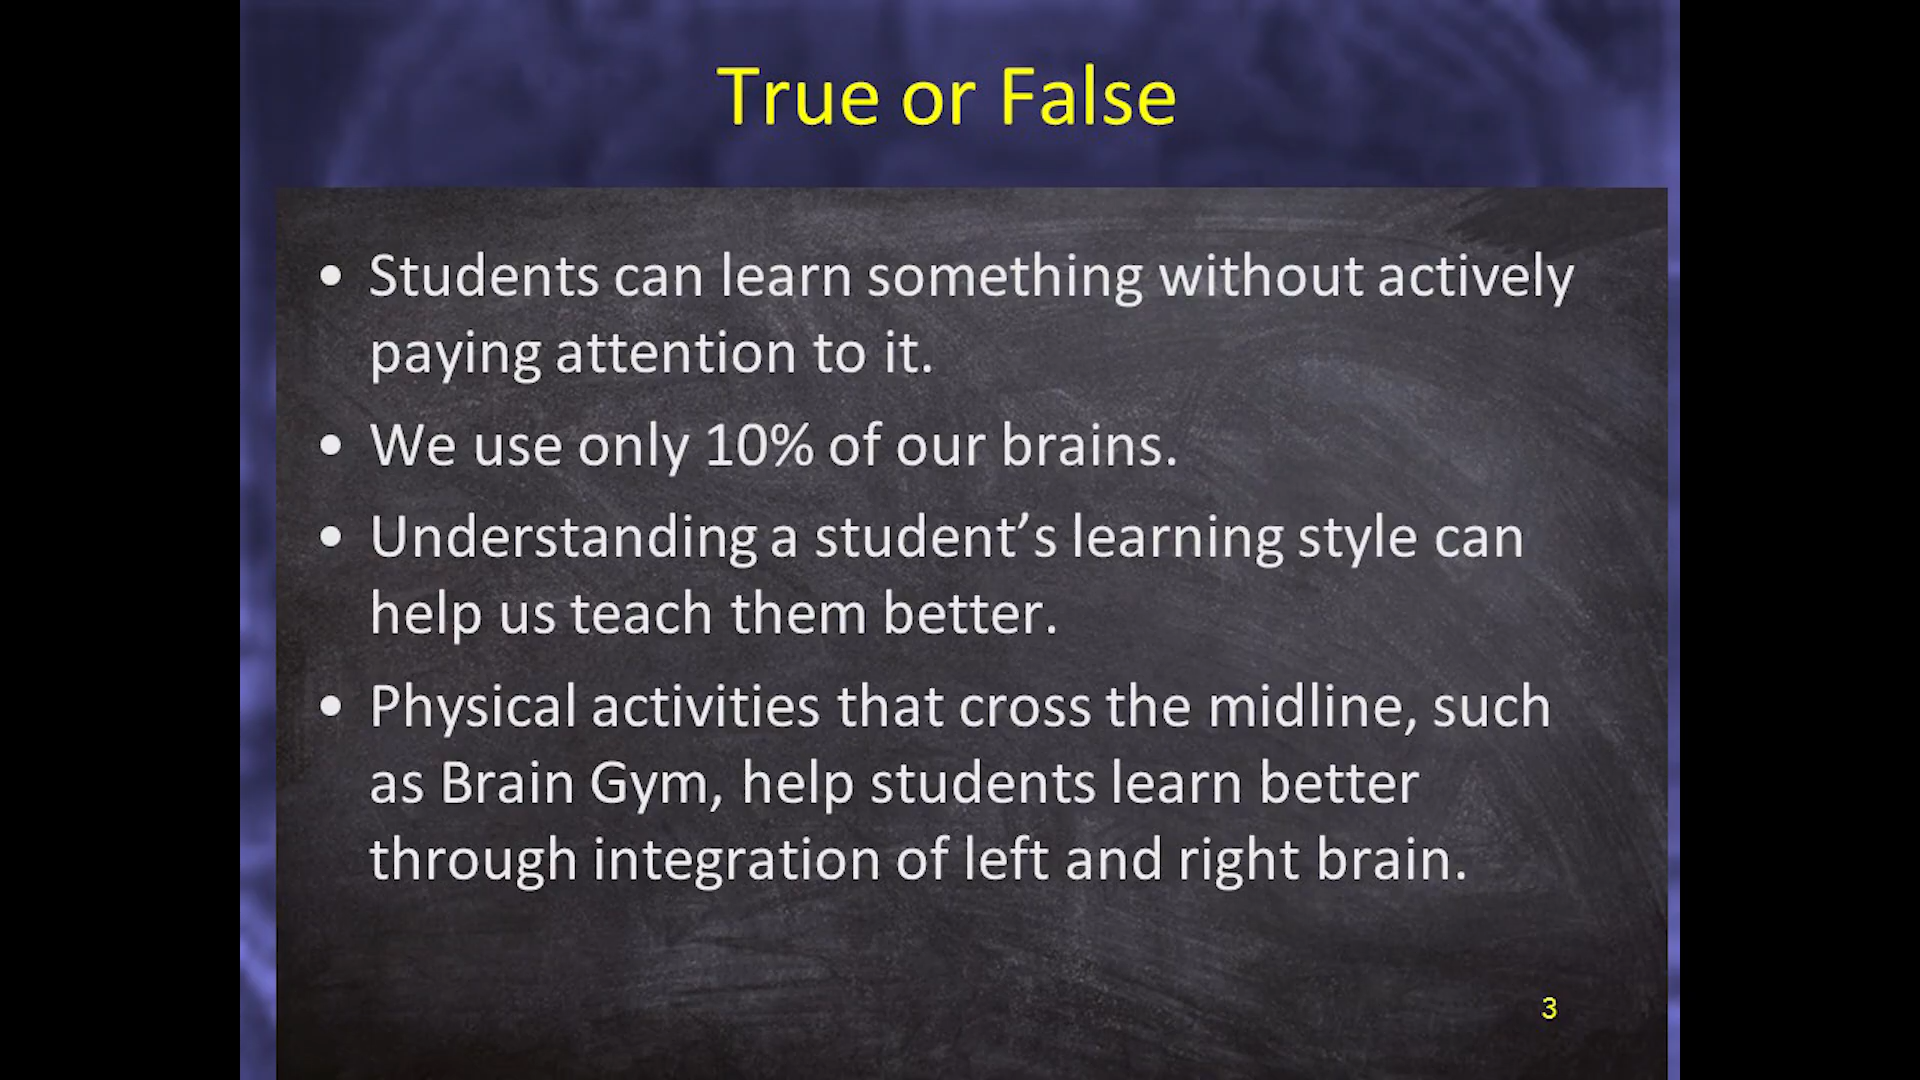 True or False
• Students can learn something without actively
paying attention to it.
• We use only 10% of our brains.
• Understanding a student’s learning style can
help us teach them better.
• Physical activities that cross the midline, such
as Brain Gym, help students learn better
through integration of left and right brain.
3